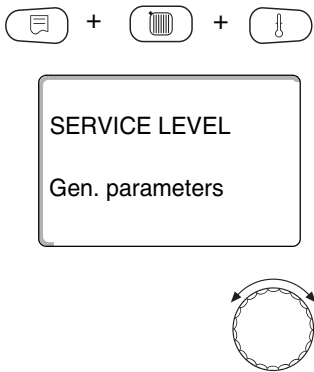 + +
SERVICE LEVEL
Gen. parameters